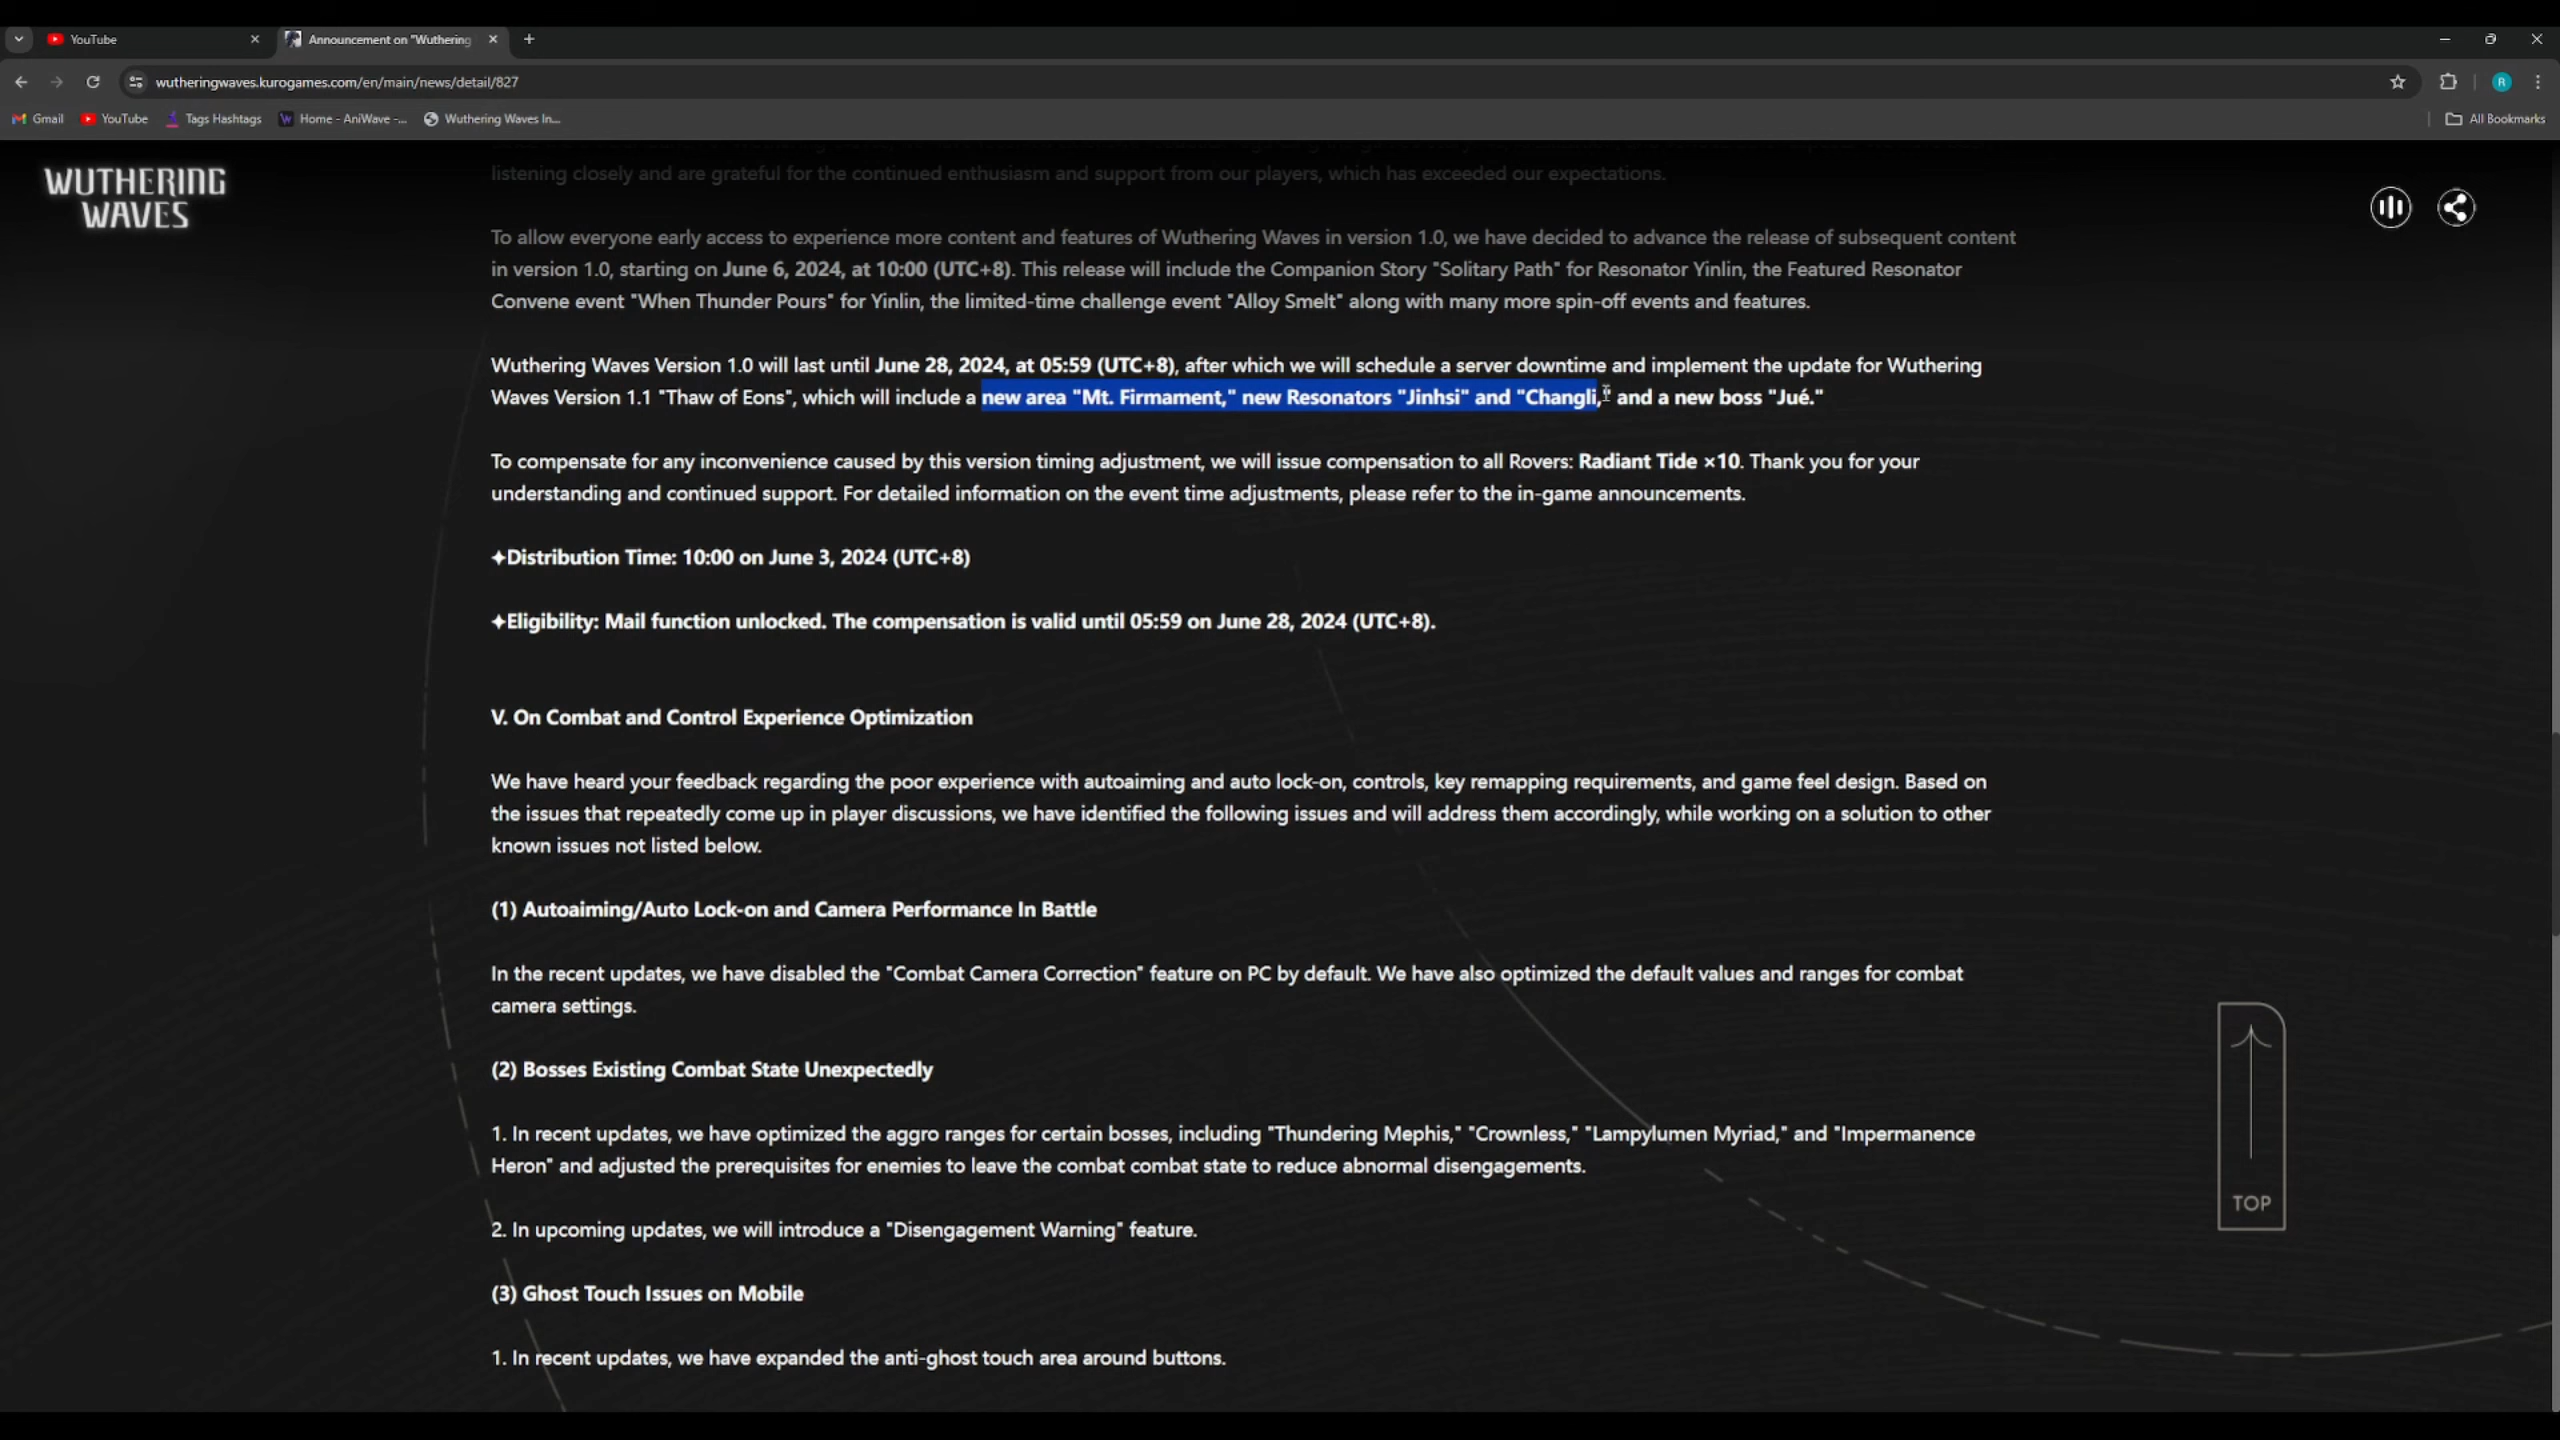 YouTube
Announcement on "Wuthering
wutheringwaves.kurogames.com/en/main/news/detail/827
R
Gmail
YouTube
Tags Hashtags
Home - AniWave -...
Wuthering Waves In...
All Bookmarks
WUTHERING
WAVES
listening closely and are grateful for the continued enthusiasm and support from our players, which has exceeded our expectations.
To allow everyone early access to experience more content and features of Wuthering Waves in version 1.0, we have decided to advance the release of subsequent content
in version 1.0, starting on June 6, 2024, at 10:00 (UTC+8). This release will include the Companion Story "Solitary Path" for Resonator Yinlin, the Featured Resonator
Convene event "When Thunder Pours" for Yinlin, the limited-time challenge event "Alloy Smelt" along with many more spin-off events and features.
Wuthering Waves Version 1.0 will last until June 28, 2024, at 05:59 (UTC+8), after which we will schedule a server downtime and implement the update for Wuthering
Waves Version 1.1 "Thaw of Eons", which will include a new area "Mt. Firmament," new Resonators "Jinhsi" and "Changli," and a new boss "Jué."
To compensate for any inconvenience caused by this version timing adjustment, we will issue compensation to all Rovers: Radiant Tide ×10. Thank you for your
understanding and continued support. For detailed information on the event time adjustments, please refer to the in-game announcements.
✦Distribution Time: 10:00 on June 3, 2024 (UTC+8)
✦Eligibility: Mail function unlocked. The compensation is valid until 05:59 on June 28, 2024 (UTC+8).
V. On Combat and Control Experience Optimization
We have heard your feedback regarding the poor experience with autoaiming and auto lock-on, controls, key remapping requirements, and game feel design. Based on
the issues that repeatedly come up in player discussions, we have identified the following issues and will address them accordingly, while working on a solution to other
known issues not listed below.
(1) Autoaiming/Auto Lock-on and Camera Performance In Battle
In the recent updates, we have disabled the "Combat Camera Correction" feature on PC by default. We have also optimized the default values and ranges for combat
camera settings.
(2) Bosses Existing Combat State Unexpectedly
1. In recent updates, we have optimized the aggro ranges for certain bosses, including "Thundering Mephis," "Crownless," "Lampylumen Myriad," and "Impermanence
Heron" and adjusted the prerequisites for enemies to leave the combat combat state to reduce abnormal disengagements.
2. In upcoming updates, we will introduce a "Disengagement Warning" feature.
(3) Ghost Touch Issues on Mobile
1. In recent updates, we have expanded the anti-ghost touch area around buttons.
TOP